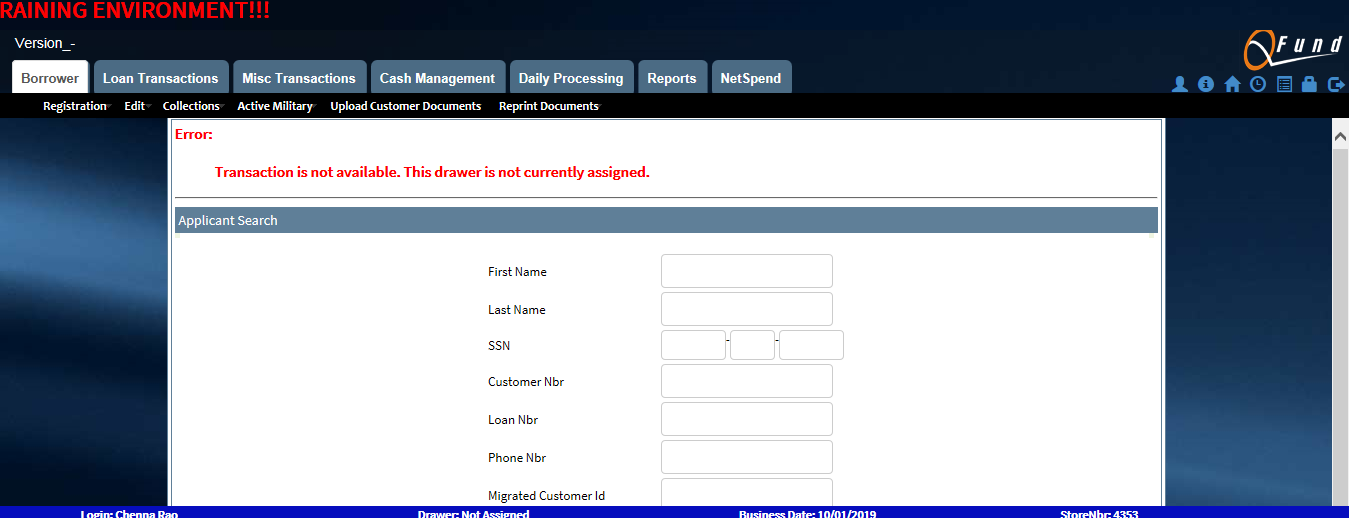 RAINING ENVIRONMENT!!!
Version_-
QFund
Borrower Loan Transactions Misc Transactions Cash Management Daily Processing Reports NetSpend
Registration Edit Collections Active Military Upload Customer Documents Reprint Documents
Error:
Transaction is not available. This drawer is not currently assigned.
Applicant Search
First Name
Last Name
SSN - -
Customer Nbr
Loan Nbr
Phone Nbr
Migrated Customer Id
Login: Chenna Rao Drawer: Not Assigned Business Date: 10/01/2019 StoreNbr: 4353